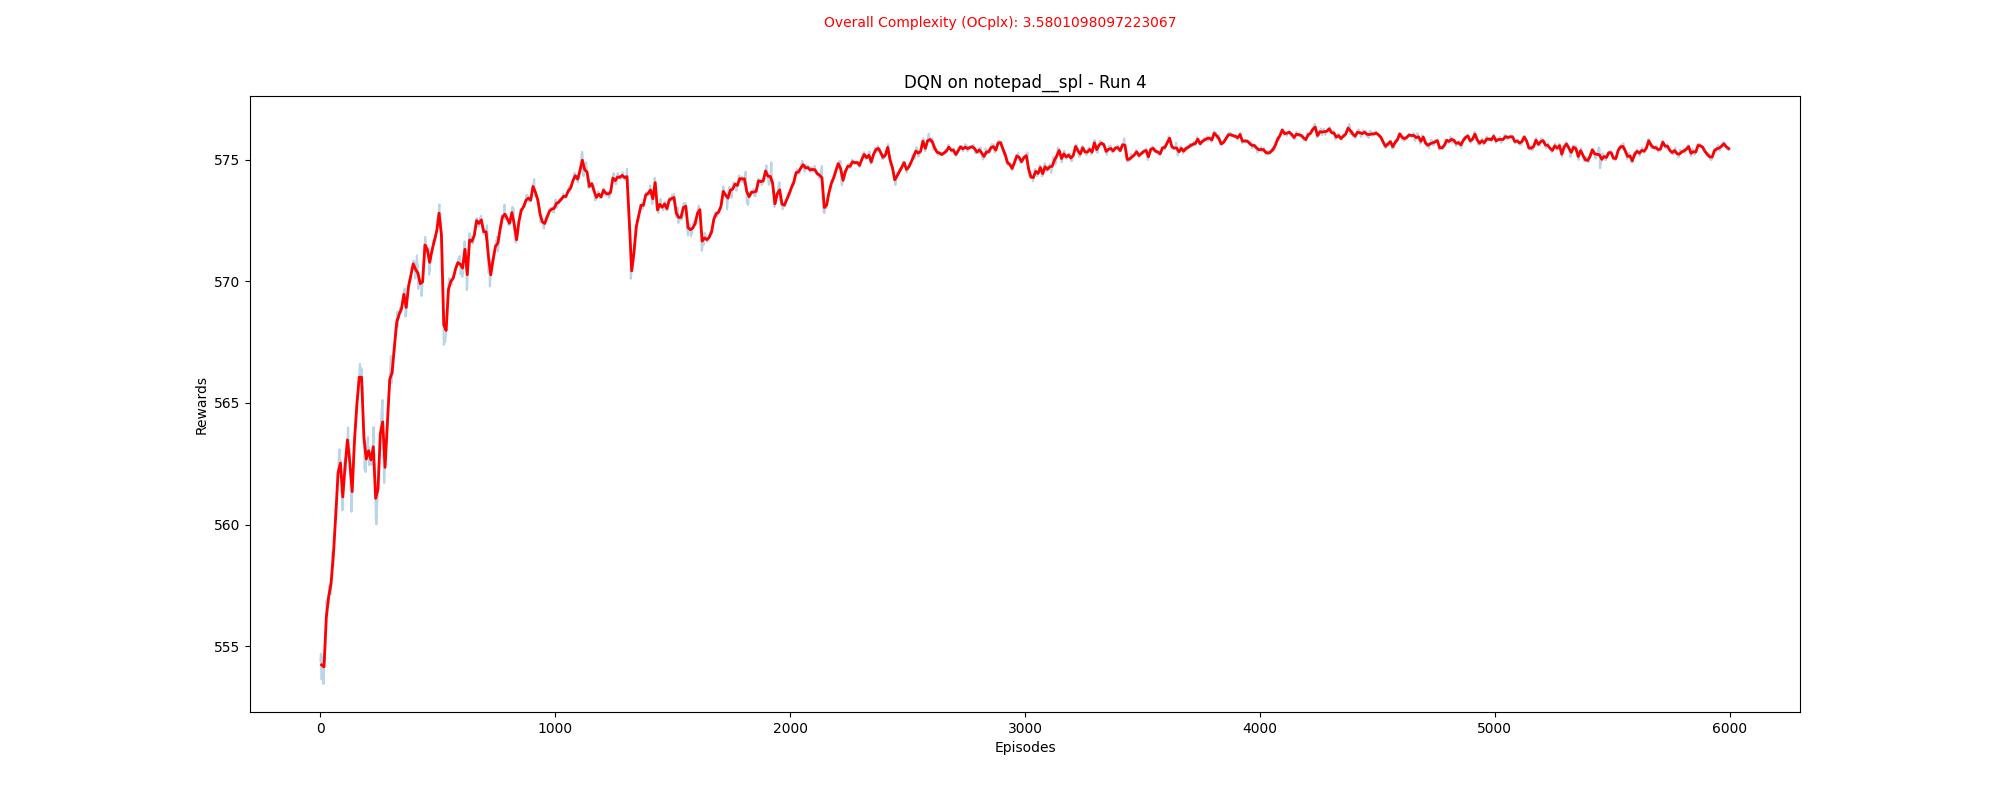 Overall Complexity (OCplx): 3.5801098097223067
DQN on notepad__spl - Run 4
Rewards
575
570
565
560
555
0 1000 2000 3000 4000 5000 6000
Episodes